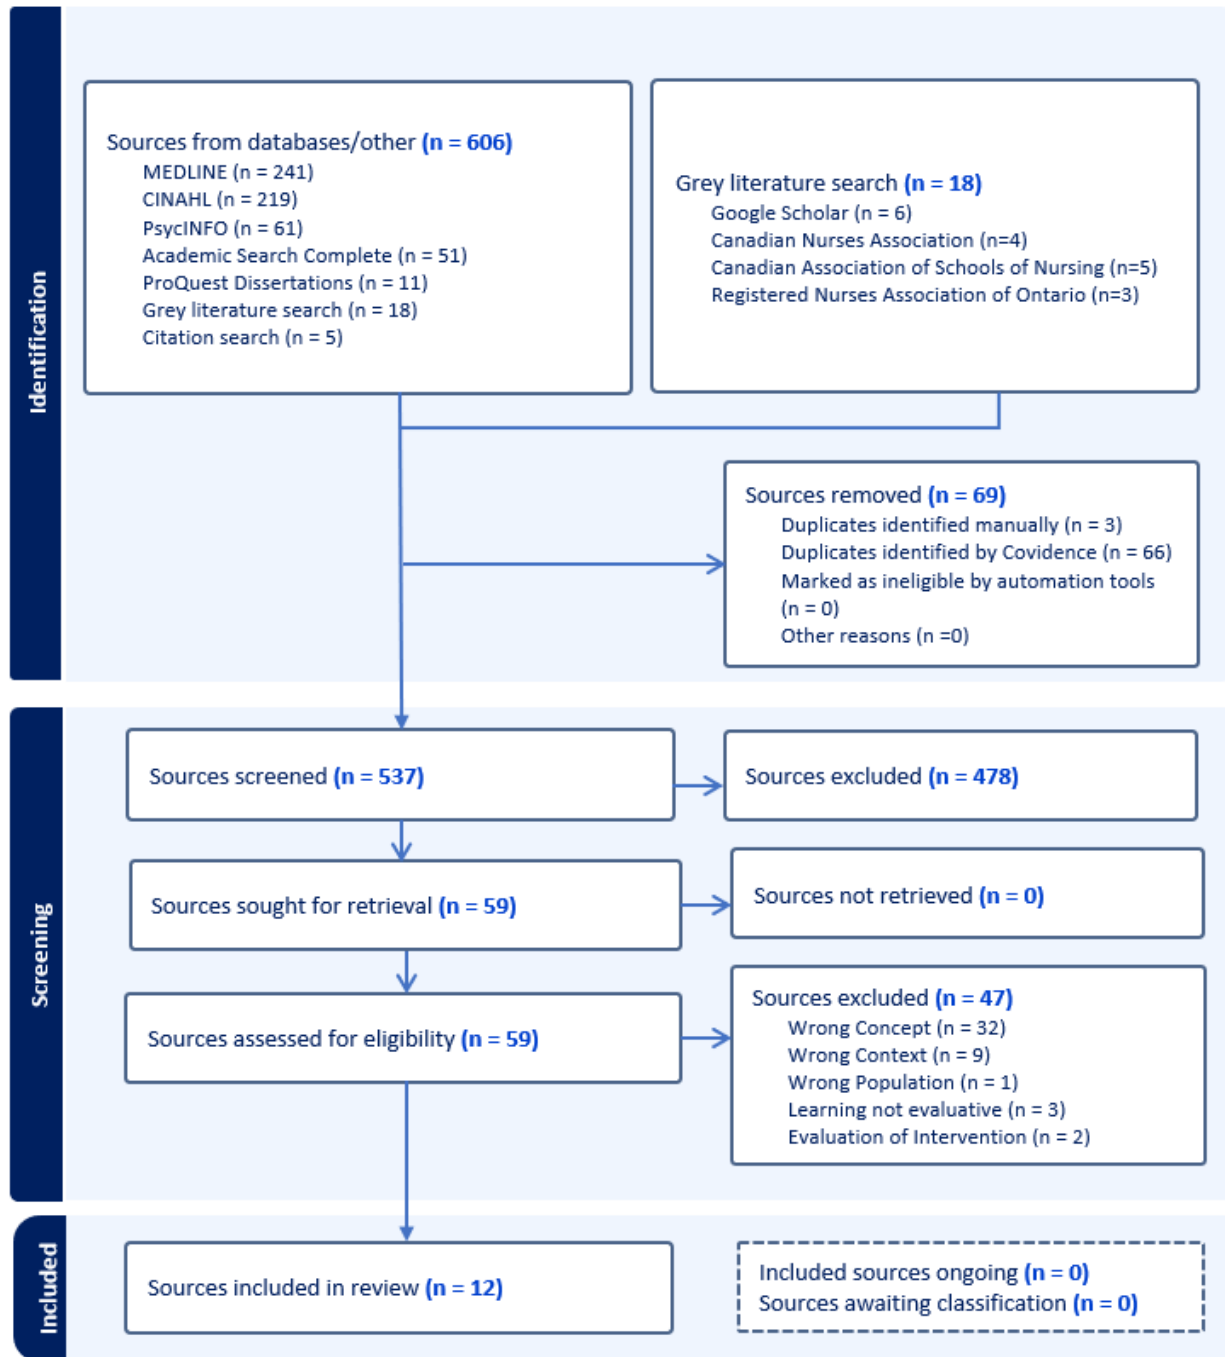 Identification
Sources from databases/other (n = 606)
MEDLINE (n = 241)
CINAHL (n = 219)
PsycINFO (n = 61)
Academic Search Complete (n = 51)
ProQuest Dissertations (n = 11)
Grey literature search (n = 18)
Citation search (n = 5)
Grey literature search (n = 18)
Google Scholar (n = 6)
Canadian Nurses Association (n=4)
Canadian Association of Schools of Nursing (n=5)
Registered Nurses Association of Ontario (n=3)
Sources removed (n = 69)
Duplicates identified manually (n = 3)
Duplicates identified by Covidence (n = 66)
Marked as ineligible by automation tools
(n = 0)
Other reasons (n =0)
Screening
Sources screened (n = 537)
Sources excluded (n = 478)
Sources sought for retrieval (n = 59)
Sources not retrieved (n = 0)
Sources assessed for eligibility (n = 59)
Sources excluded (n = 47)
Wrong Concept (n = 32)
Wrong Context (n = 9)
Wrong Population (n = 1)
Learning not evaluative (n = 3)
Evaluation of Intervention (n = 2)
Included
Sources included in review (n = 12)
Included sources ongoing (n = 0)
Sources awaiting classification (n = 0)